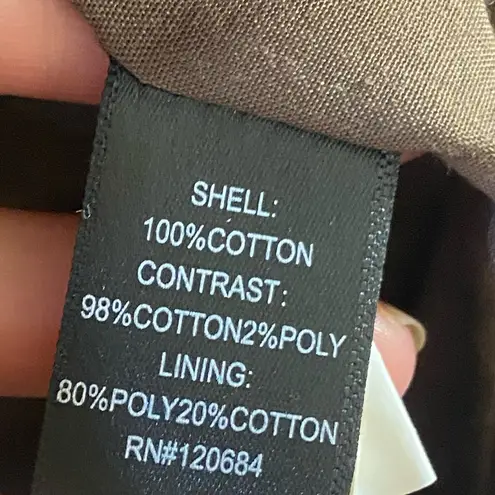 SHELL:
100%COTTON
CONTRAST:
98%COTTON2%POLY
LINING:
80%POLY20%COTTON
RN#120684